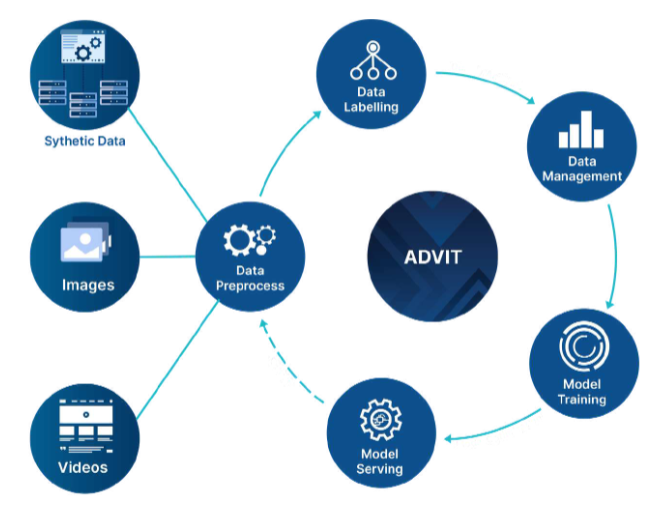 Sythetic Data
Images
Videos
Data
Preprocess
Data
Labelling
Data
Management
Model
Training
Model
Serving
ADVIT